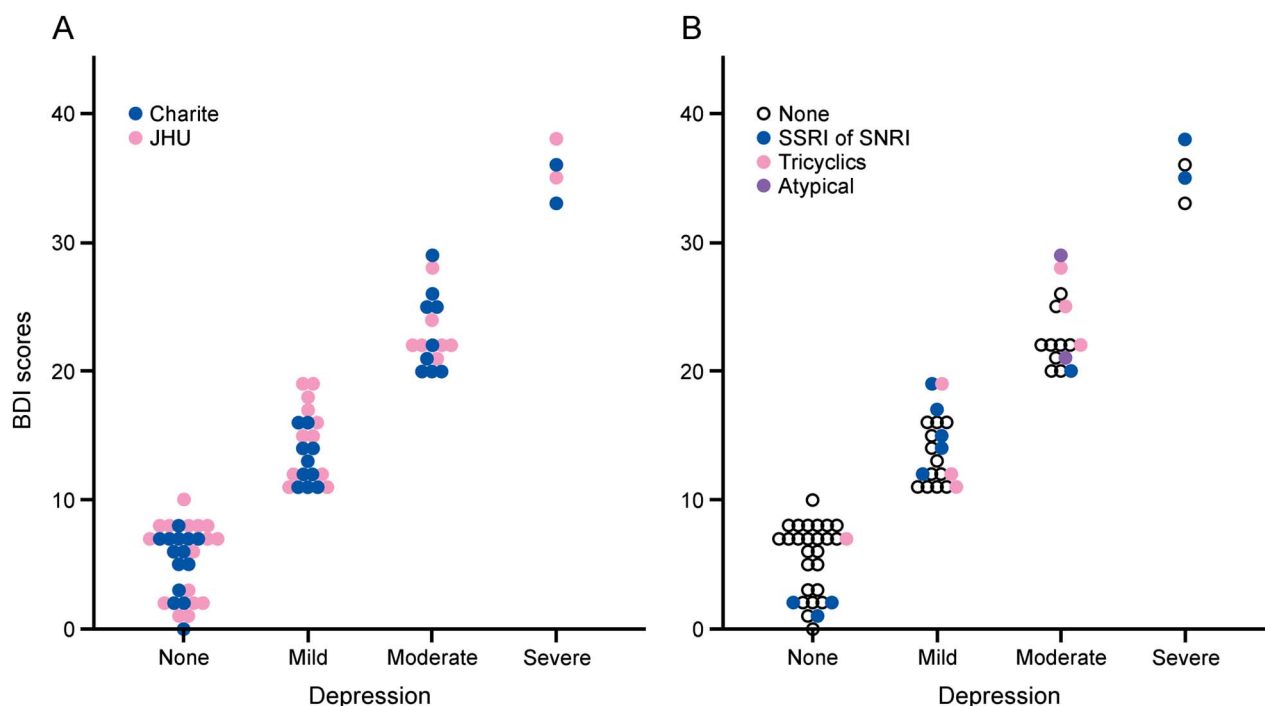 A
BDI scores
40
30
20
10
0
Charite
JHU
None
Mild
Moderate
Severe
Depression
B
40
30
20
10
0
None
SSRI of SNRI
Tricyclics
Atypical
None
Mild
Moderate
Severe
Depression